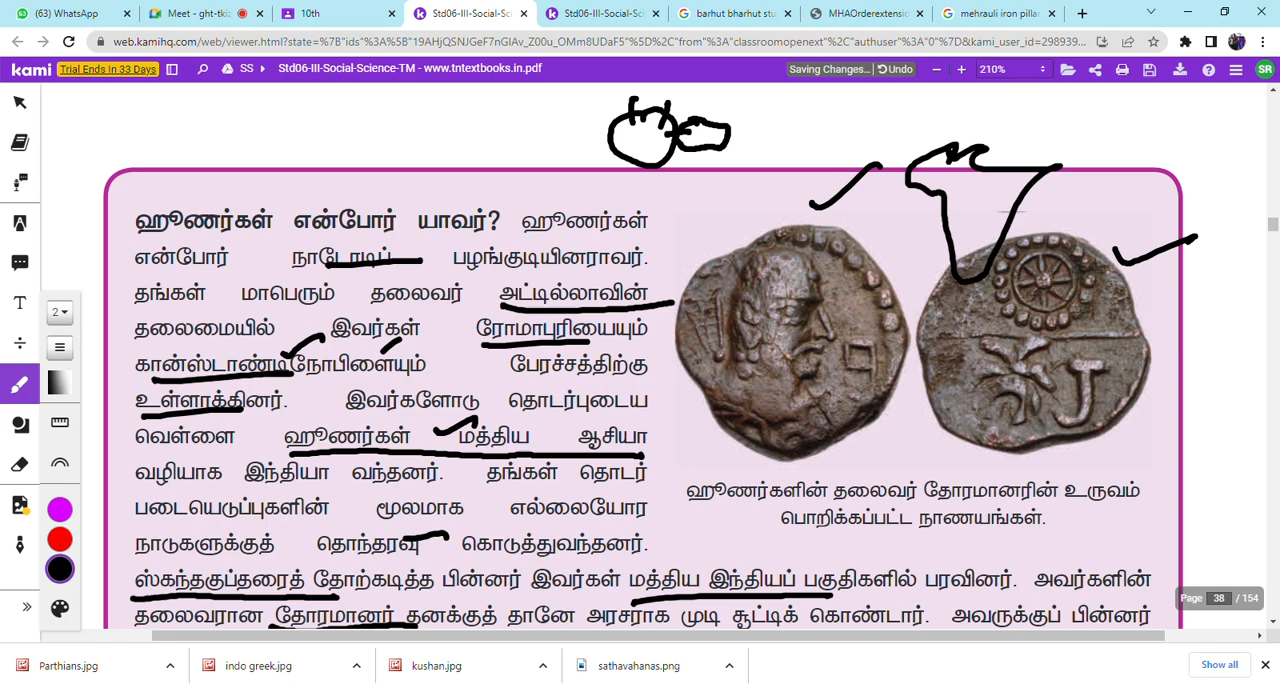 (63) WhatsApp
Meet - ght-tkiz
10th
Std06-III-Social-Sci
Std06-III-Social-Sci
barhut bharhut stu
MHAOrderextension
mehrauli iron pillar
web.kamihq.com/web/viewer.html?state=%7B"ids"%3A%5B"19AHjQSNJGeF7nGIAv_Z00u_OMm8UDaF5"%5D%2C"from"%3A"classroomopenext"%2C"authuser"%3A"0"%7D&kami_user_id=298939...
kami Trial Ends In 33 Days SS Std06-III-Social-Science-TM - www.tntextbooks.in.pdf Saving Changes... Undo 210% SR
2
ஹூணர்கள் என்போர் யாவர்? ஹூணர்கள்
என்போர் நாடோடிப் பழங்குடியினராவர்.
தங்கள் மாபெரும் தலைவர் அட்டில்லாவின்
தலைமையில் இவர்கள் ரோமாபுரியையும்
கான்ஸ்டாண்டிநோபிளையும் பேரச்சத்திற்கு
உள்ளாக்கினர். இவர்களோடு தொடர்புடைய
வெள்ளை ஹூணர்கள் மத்திய ஆசியா
வழியாக இந்தியா வந்தனர். தங்கள் தொடர்
படையெடுப்புகளின் மூலமாக எல்லையோர
நாடுகளுக்குத் தொந்தரவு கொடுத்துவந்தனர்.
ஸ்கந்தகுப்தரைத் தோற்கடித்த பின்னர் இவர்கள் மத்திய இந்தியப் பகுதிகளில் பரவினர். அவர்களின்
தலைவரான தோரமானர் தனக்குத் தானே அரசராக முடி சூட்டிக் கொண்டார். அவருக்குப் பின்னர்
ஹூணர்களின் தலைவர் தோரமானரின் உருவம்
பொறிக்கப்பட்ட நாணயங்கள்.
Page 38 / 154
Parthians.jpg
indo greek.jpg
kushan.jpg
sathavahanas.png
Show all